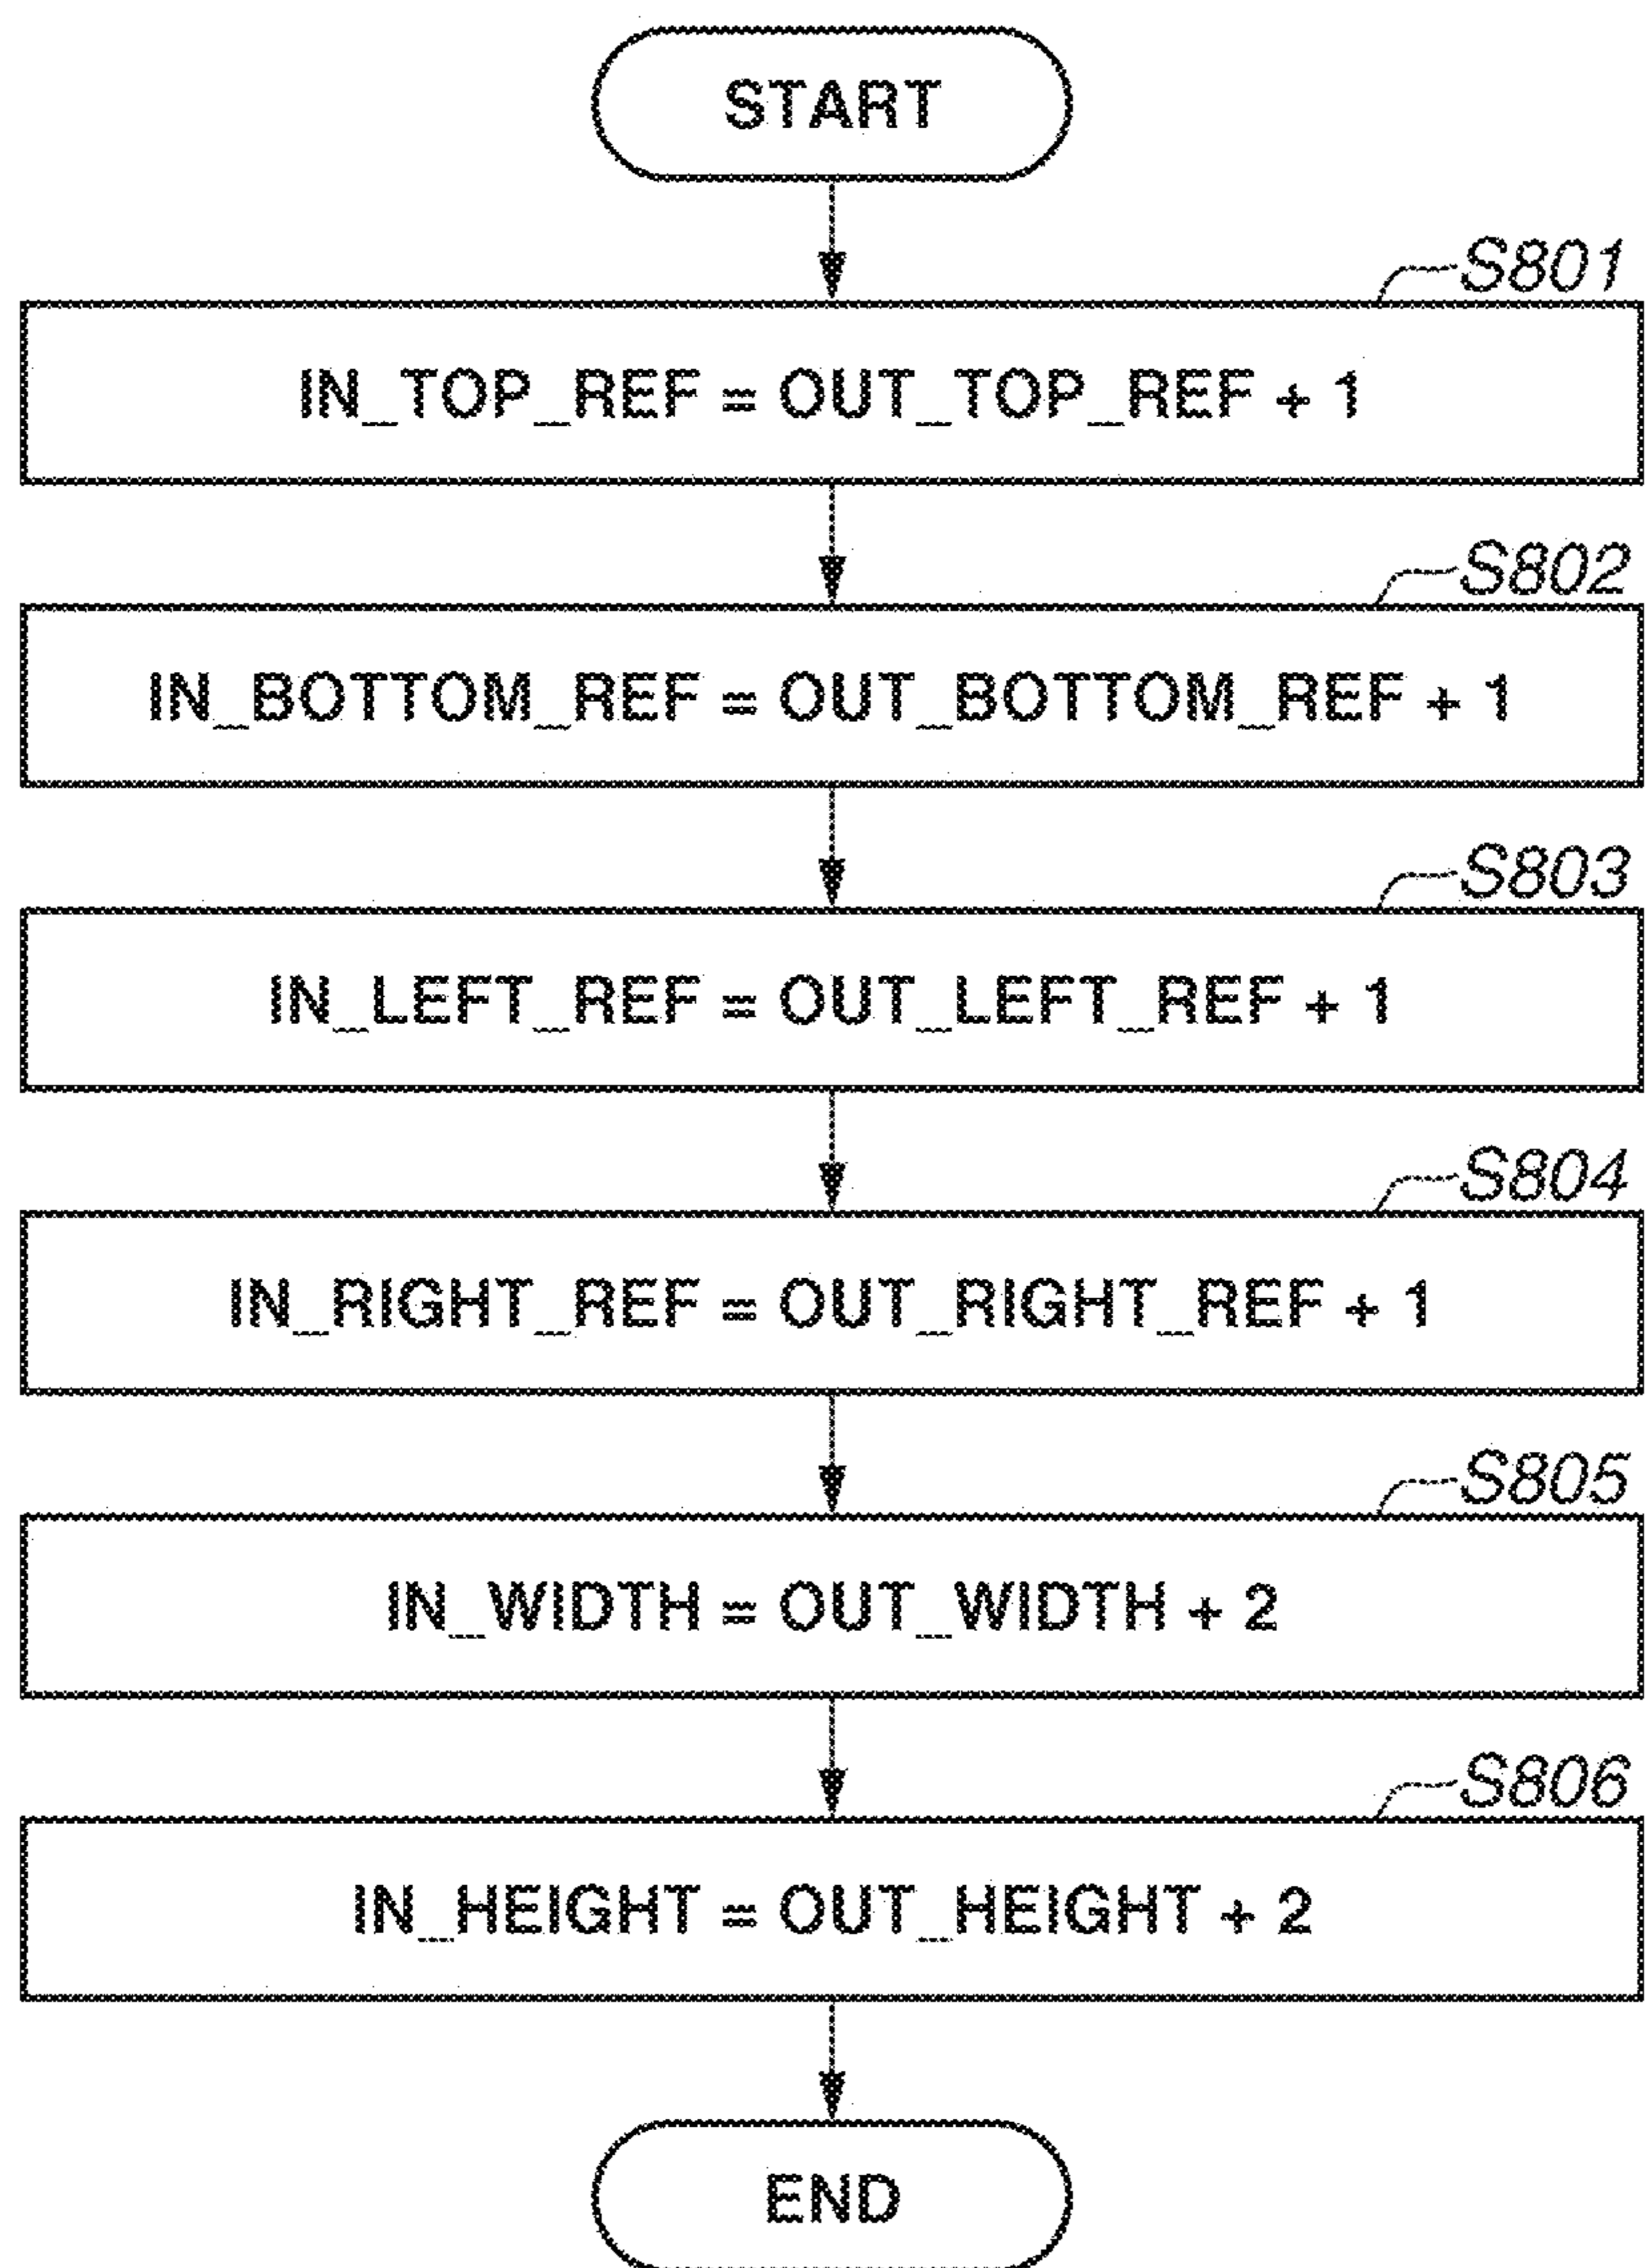 START
S801
IN_TOP_REF = OUT_TOP_REF + 1
S802
IN_BOTTOM_REF = OUT_BOTTOM_REF + 1
S803
IN_LEFT_REF = OUT_LEFT_REF + 1
S804
IN_RIGHT_REF = OUT_RIGHT_REF + 1
S805
IN_WIDTH = OUT_WIDTH + 2
S806
IN_HEIGHT = OUT_HEIGHT + 2
END